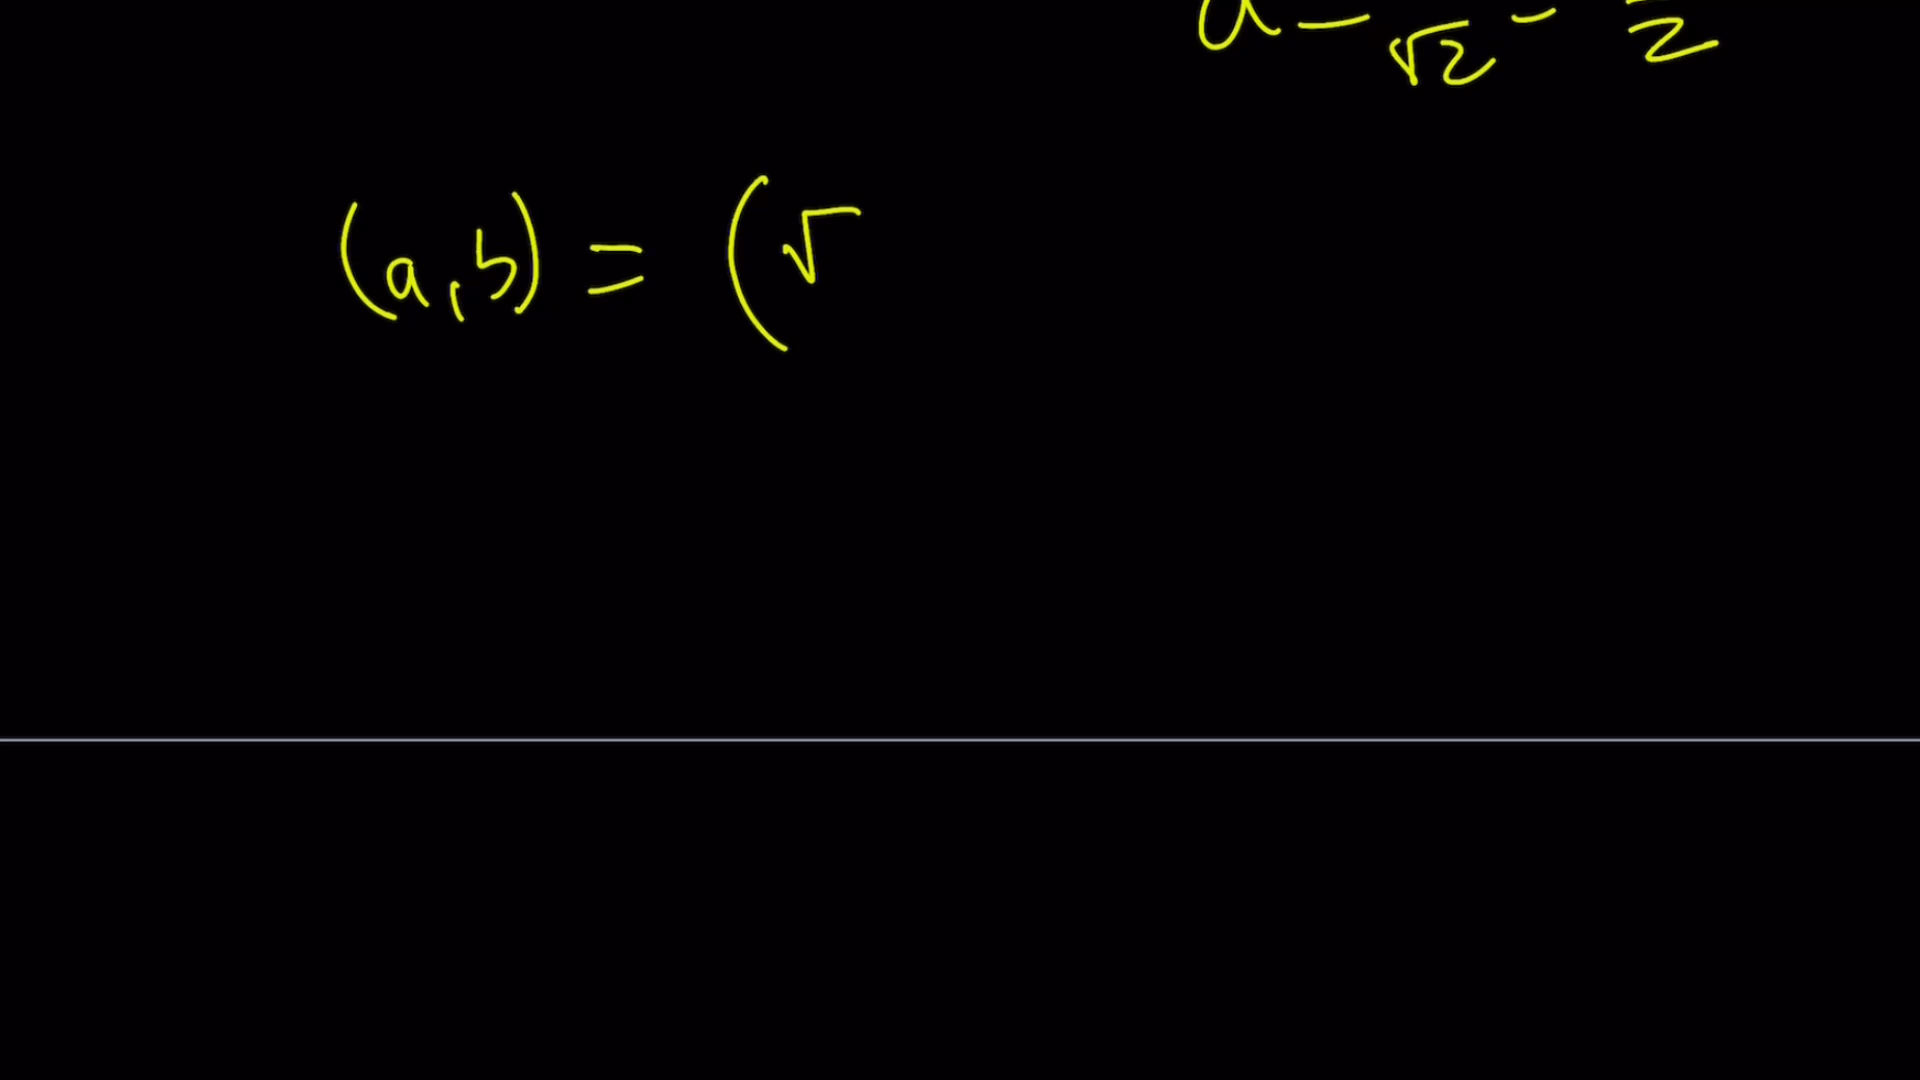 a - √2 - 2
(a,b) = (√